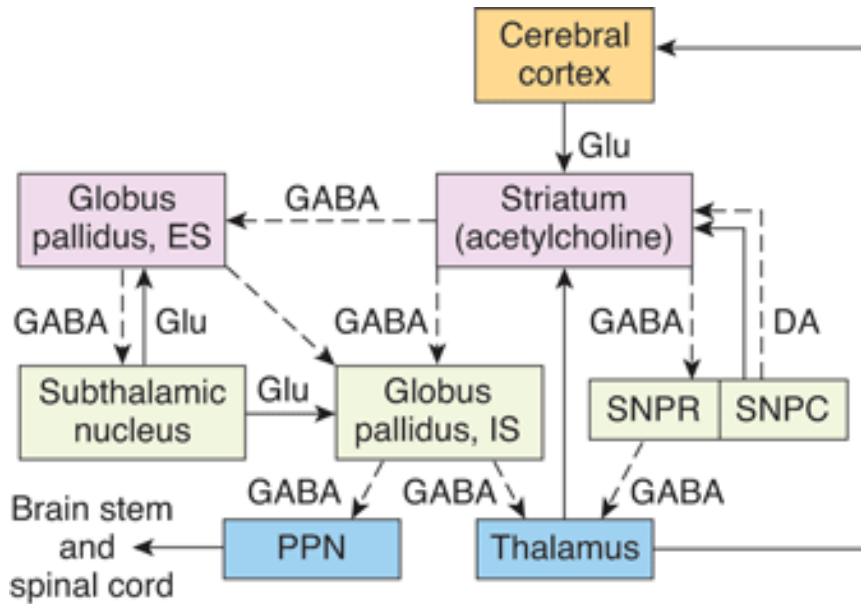 Cerebral
cortex
Glu
Globus
pallidus, ES
GABA
Striatum
(acetylcholine)
GABA
Glu
GABA
GABA
DA
Subthalamic
nucleus
Glu
Globus
pallidus, IS
SNPR
SNPC
GABA
GABA
GABA
Brain stem
and
spinal cord
PPN
Thalamus